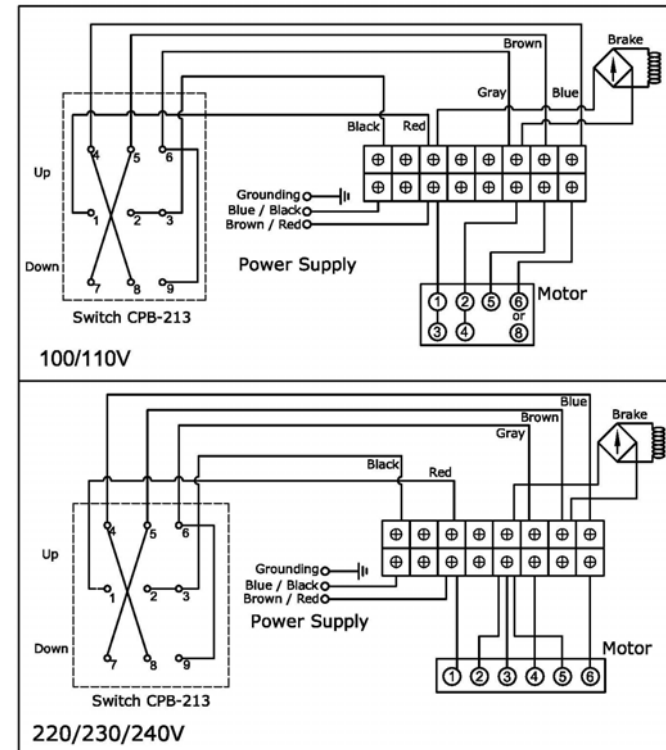 Brake
Brown
Gray
Blue
Black
Red
4
5
6
Up
1
2
3
Grounding
Blue / Black
Brown / Red
Power Supply
Down
7
8
9
Switch CPB-213
1
2
5
6
or
3
4
8
Motor
100/110V
Blue
Brown
Brake
Gray
Black
Red
4
5
6
Up
1
2
3
Grounding
Blue / Black
Brown / Red
Power Supply
Down
7
8
9
Switch CPB-213
Motor
1 2 3 4 5 6
220/230/240V